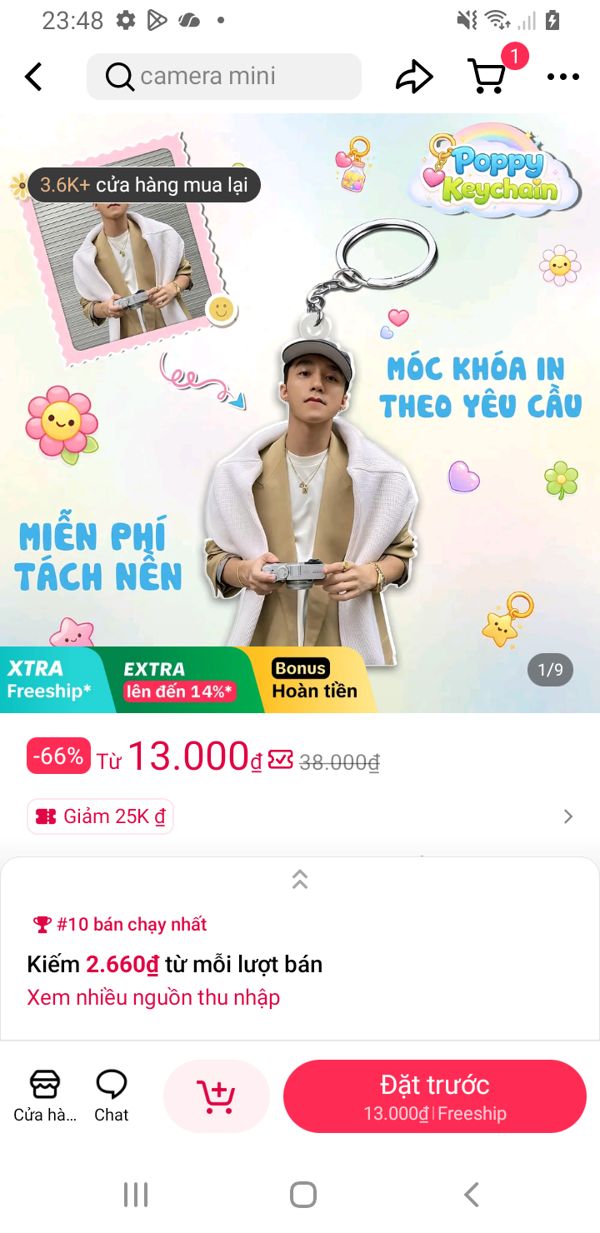 23:48
camera mini
1
3.6K+ cửa hàng mua lại
Poppy
Keychain
MÓC KHÓA IN
THEO YÊU CẦU
MIỄN PHÍ
TÁCH NỀN
XTRA
Freeship*
EXTRA
lên đến 14%*
Bonus
Hoàn tiền
1/9
-66% Từ 13.000₫ 38.000₫
Giảm 25K ₫
#10 bán chạy nhất
Kiếm 2.660₫ từ mỗi lượt bán
Xem nhiều nguồn thu nhập
Cửa hà...
Chat
Đặt trước
13.000₫ | Freeship